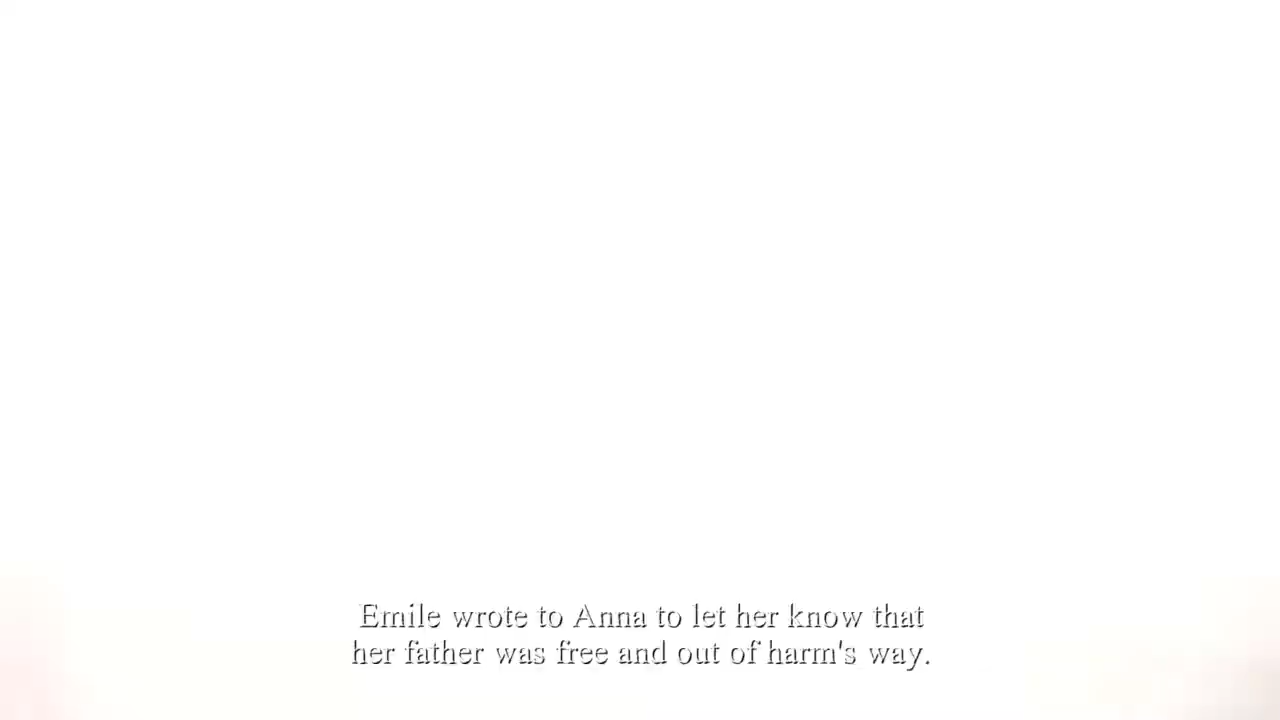 Emile wrote to Anna to let her know that
her father was free and out of harm's way.